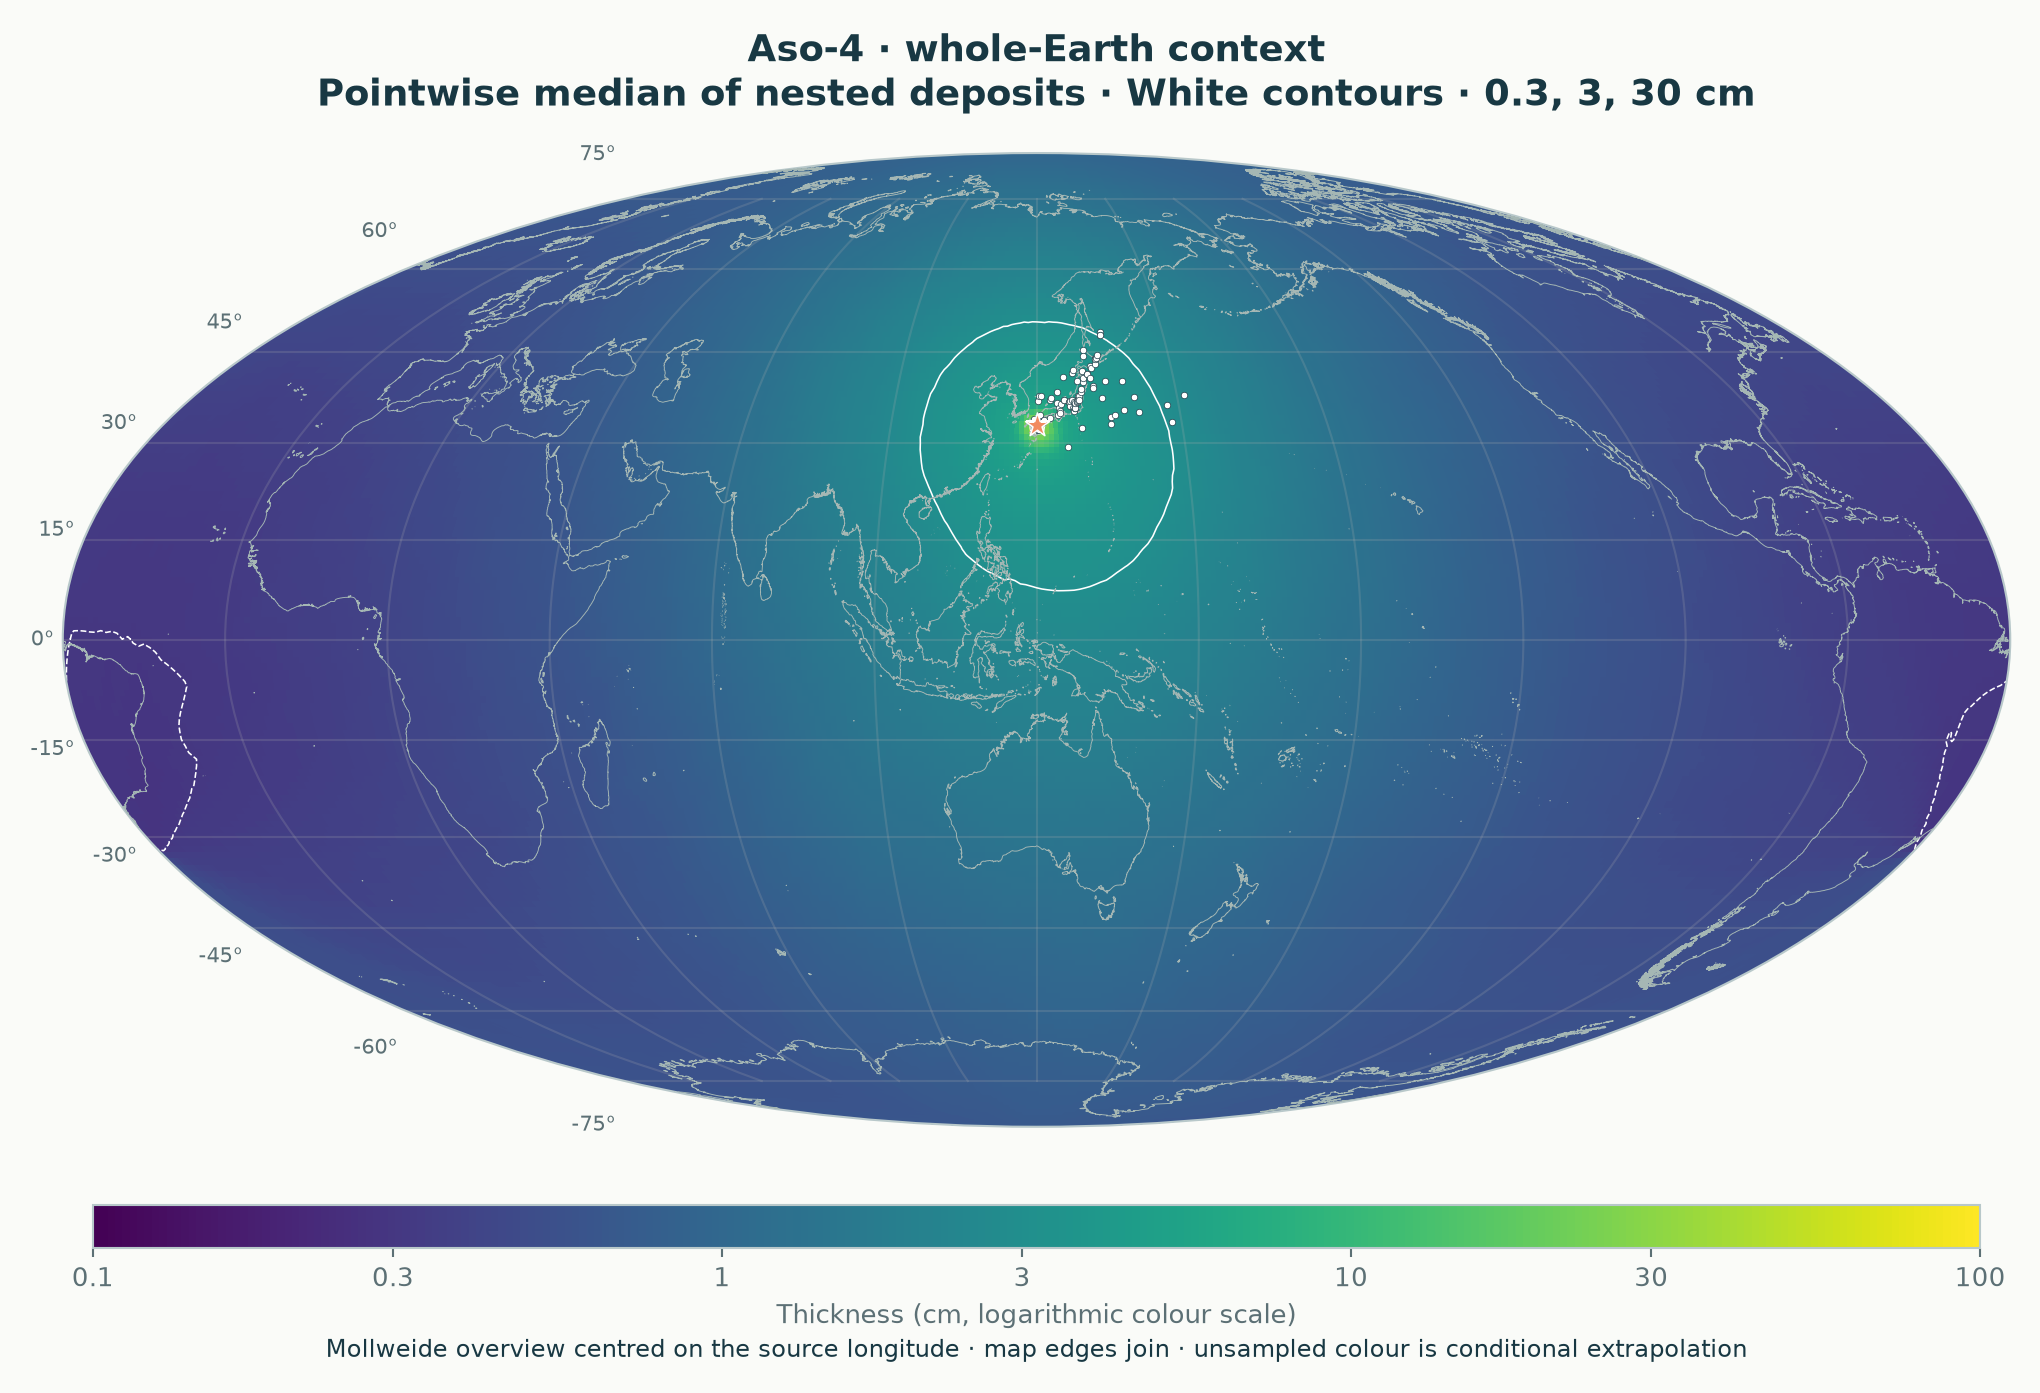 Aso-4 · whole-Earth context
Pointwise median of nested deposits · White contours · 0.3, 3, 30 cm
75°
60°
45°
30°
15°
0°
-15°
-30°
-45°
-60°
-75°
0.1 0.3 1 3 10 30 100
Thickness (cm, logarithmic colour scale)
Mollweide overview centred on the source longitude · map edges join · unsampled colour is conditional extrapolation